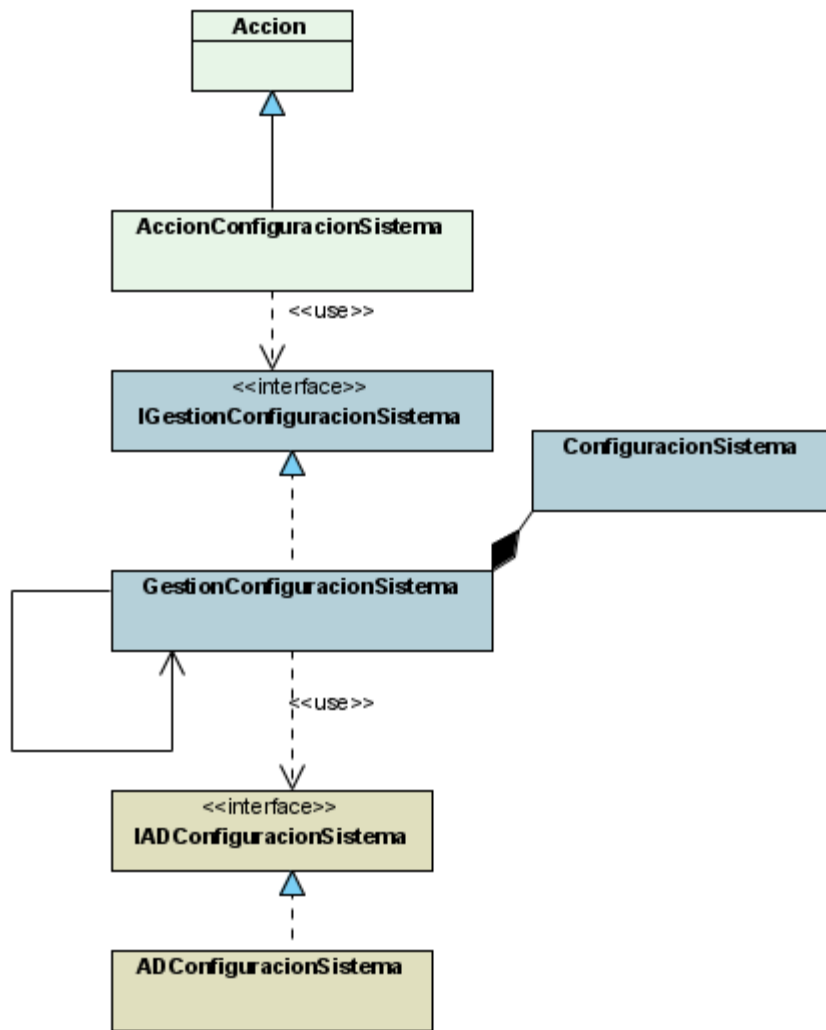 Accion
AccionConfiguracionSistema
<<use>>
<<interface>>
IGestionConfiguracionSistema
ConfiguracionSistema
GestionConfiguracionSistema
<<use>>
<<interface>>
IADConfiguracionSistema
ADConfiguracionSistema